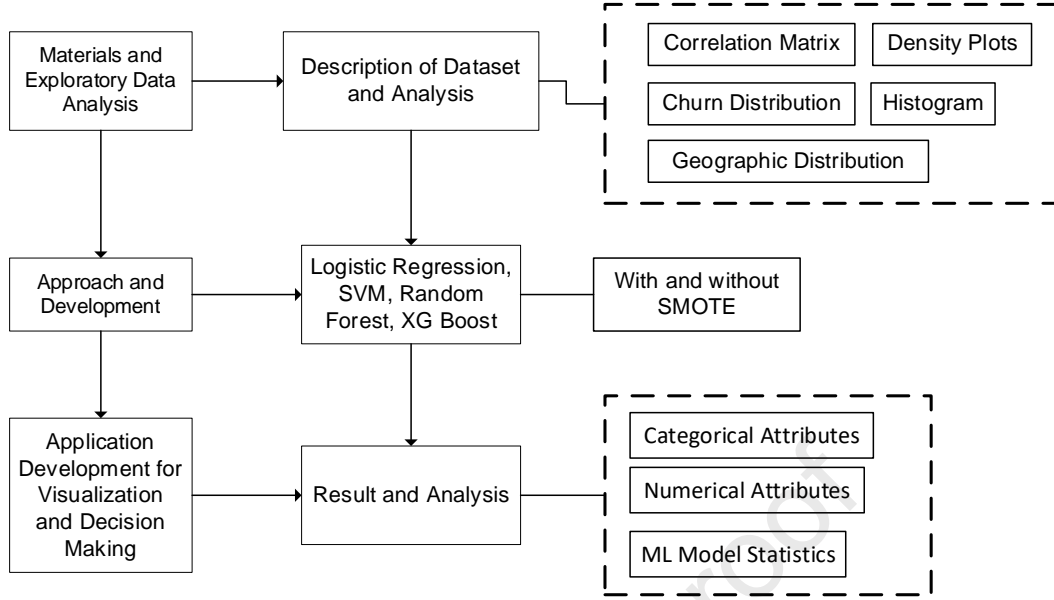 Materials and
Exploratory Data
Analysis
Description of Dataset
and Analysis
Correlation Matrix
Density Plots
Churn Distribution
Histogram
Geographic Distribution
Approach and
Development
Logistic Regression,
SVM, Random
Forest, XG Boost
With and without
SMOTE
Application
Development for
Visualization
and Decision
Making
Result and Analysis
Categorical Attributes
Numerical Attributes
ML Model Statistics
roof